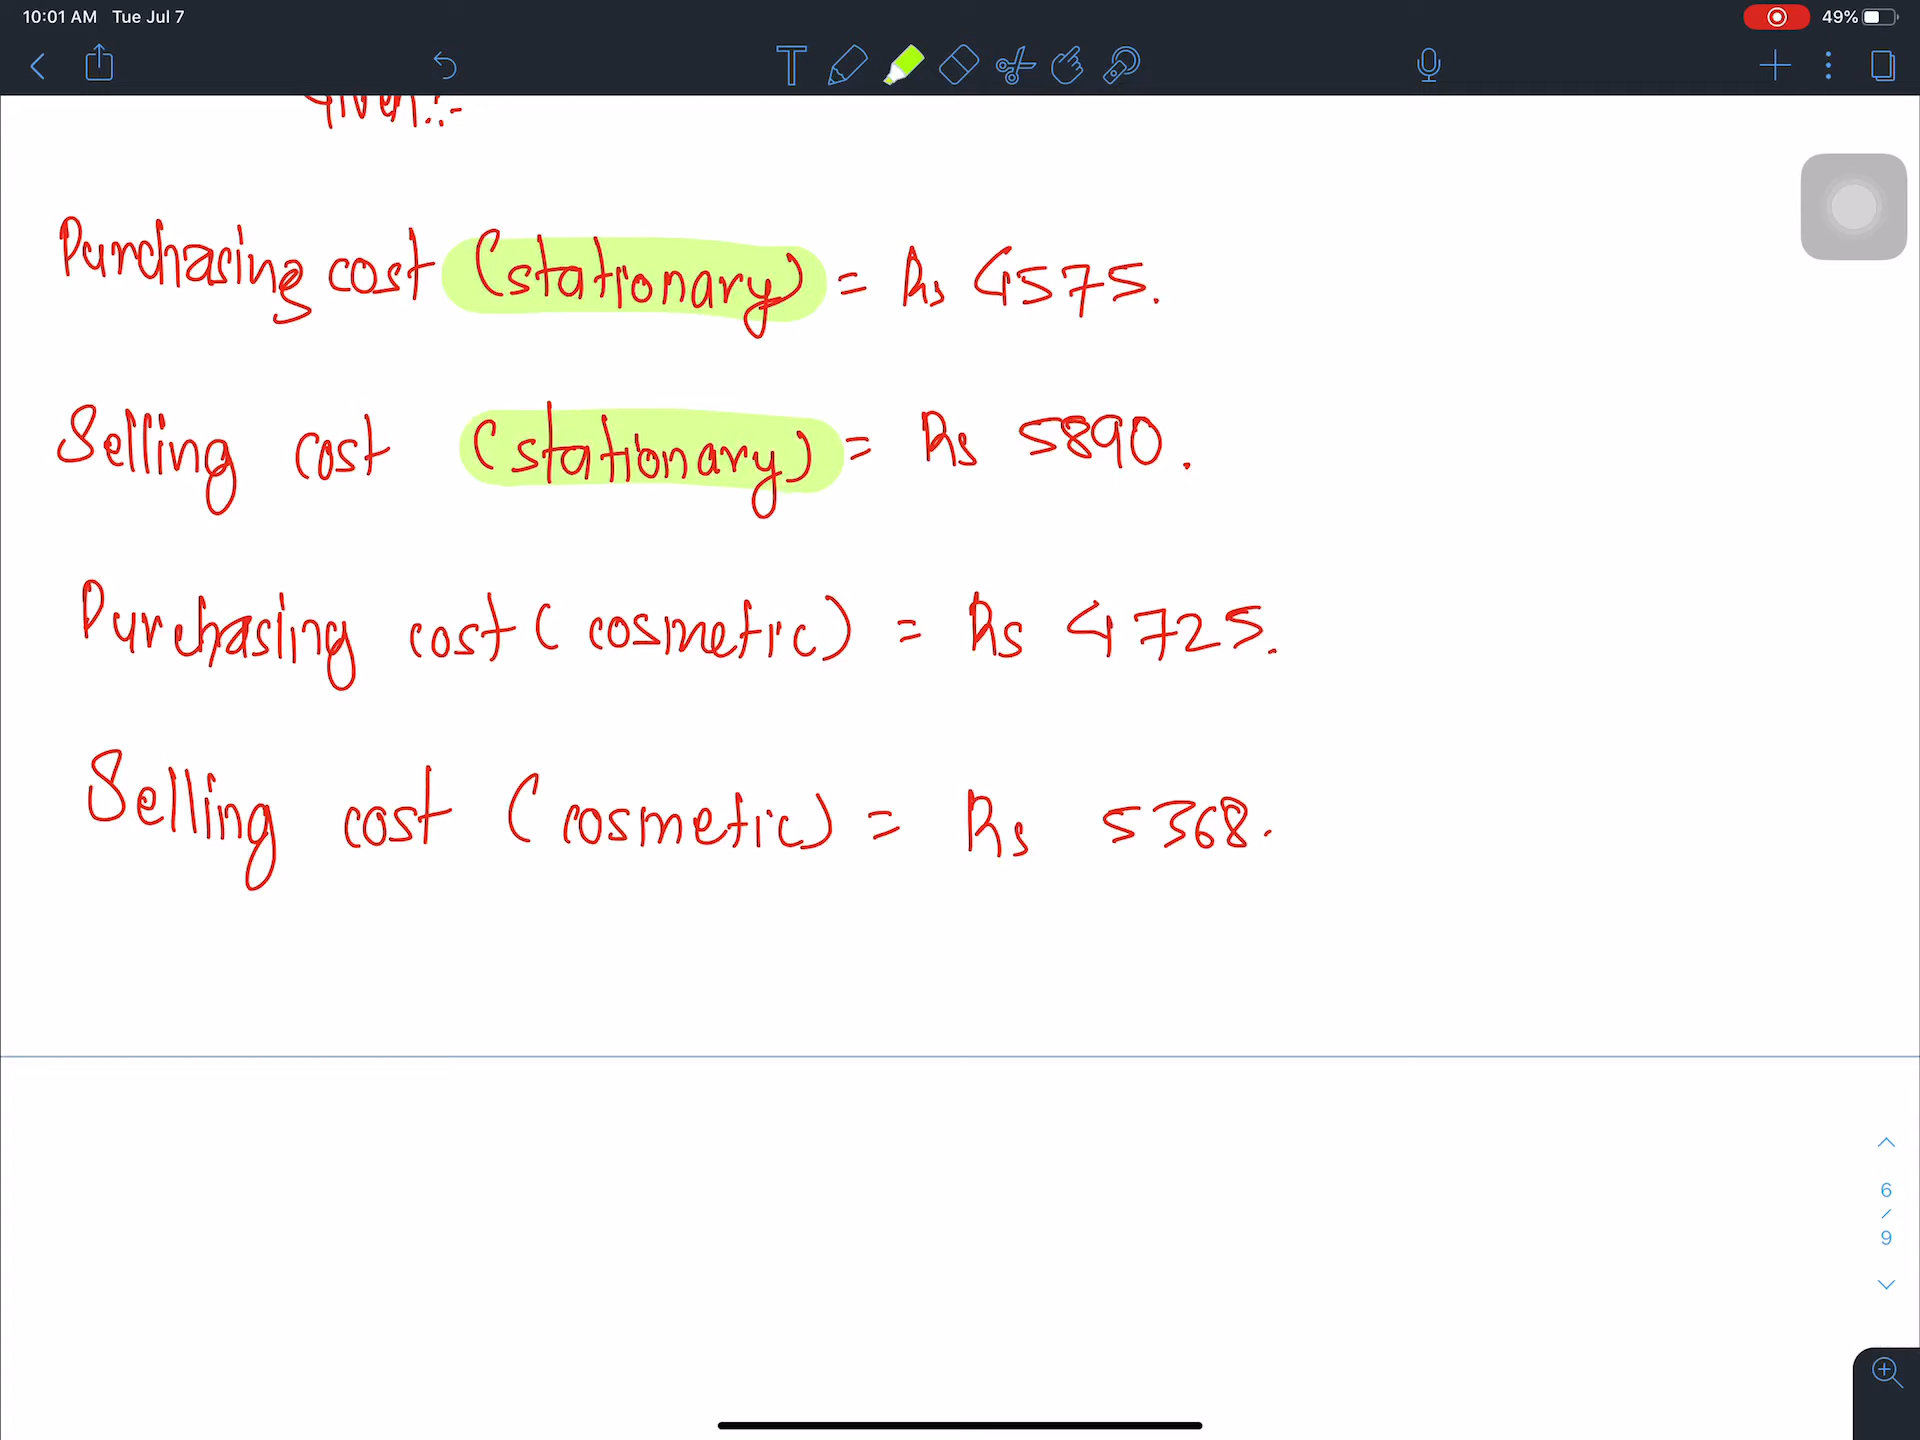 10:01 AM Tue Jul 7
49%
Given :-
Purchasing cost (stationary) = Rs 4575.
Selling cost (stationary) = Rs 5890.
Purchasing cost (cosmetic) = Rs 4725.
Selling cost (cosmetic) = Rs 5368.
6
/
9